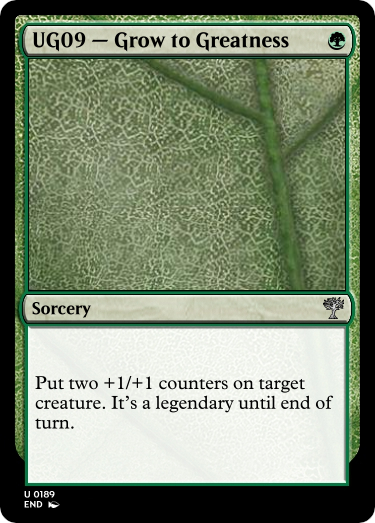 UG09 — Grow to Greatness
Sorcery
Put two +1/+1 counters on target
creature. It's a legendary until end of
turn.
U 0189
END